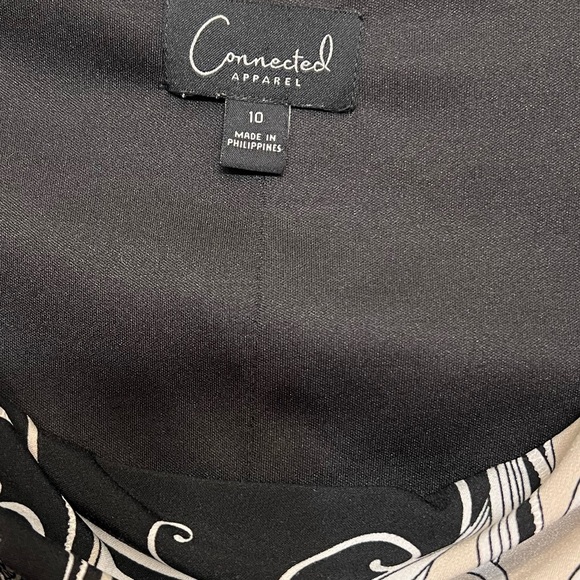 Connected
APPAREL
10
MADE IN
PHILIPPINES